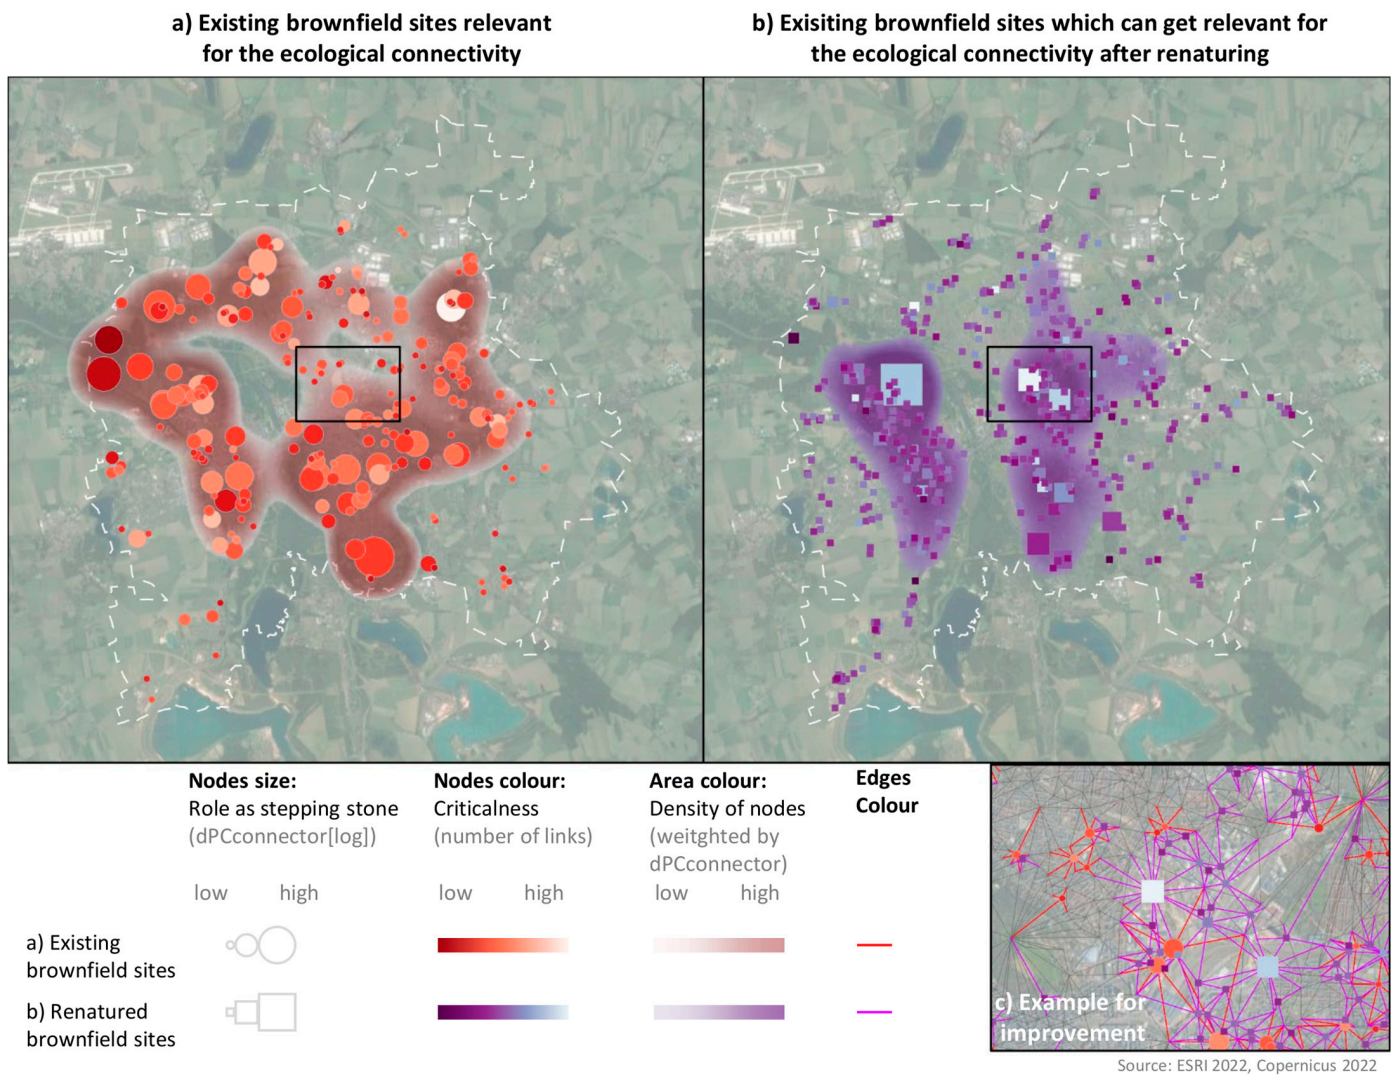 a) Existing brownfield sites relevant
for the ecological connectivity
b) Exisiting brownfield sites which can get relevant for
the ecological connectivity after renaturing
Nodes size:
Role as stepping stone
(dPCconnector[log])
low high
Nodes colour:
Criticalness
(number of links)
low high
Area colour:
Density of nodes
(weitghted by
dPCconnector)
low high
Edges
Colour
a) Existing
brownfield sites
b) Renatured
brownfield sites
c) Example for
improvement
Source: ESRI 2022, Copernicus 2022